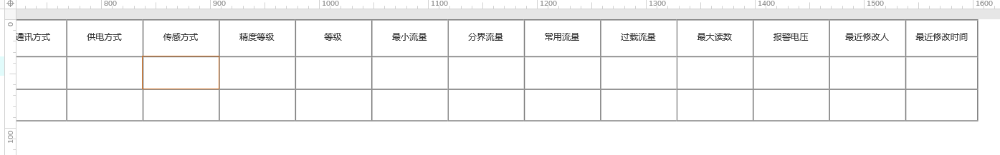 800 900 1000 1100 1200 1300 1400 1500 1600
0
通讯方式 供电方式 传感方式 精度等级 等级 最小流量 分界流量 常用流量 过载流量 最大读数 报警电压 最近修改人 最近修改时间
100